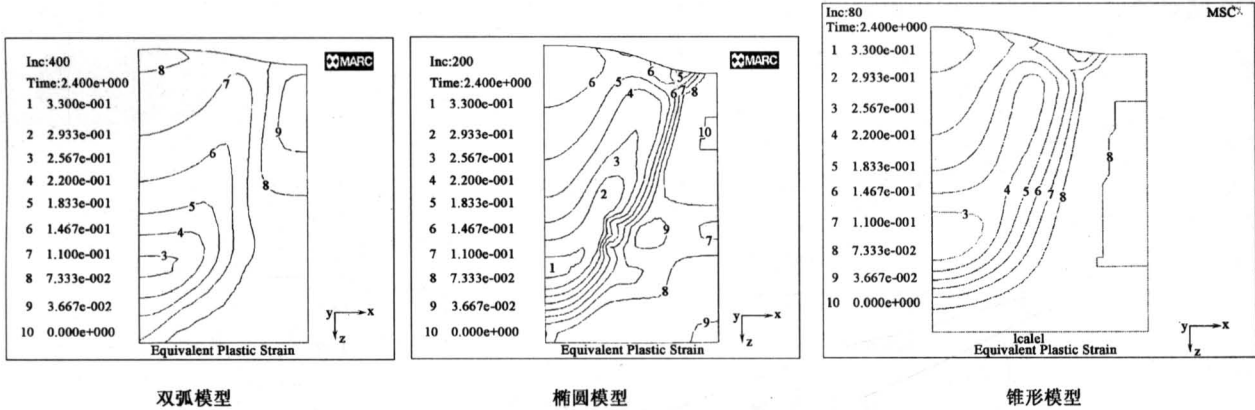 Inc:400
MARC
Time:2.400e+000
1 3.300e-001
2 2.933e-001
3 2.567e-001
4 2.200e-001
5 1.833e-001
6 1.467e-001
7 1.100e-001
8 7.333e-002
9 3.667e-002
10 0.000e+000
8
7
9
6
8
5
4
3
y x
z
Equivalent Plastic Strain
双弧模型
Inc:200
MARC
Time:2.400e+000
1 3.300e-001
2 2.933e-001
3 2.567e-001
4 2.200e-001
5 1.833e-001
6 1.467e-001
7 1.100e-001
8 7.333e-002
9 3.667e-002
10 0.000e+000
6 5
6 5
4 6 7 8
10
3
2
9
7
1
8
9
y x
z
Equivalent Plastic Strain
椭圆模型
Inc:80
MSC
Time:2.400e+000
1 3.300e-001
2 2.933e-001
3 2.567e-001
4 2.200e-001
5 1.833e-001
6 1.467e-001
7 1.100e-001
8 7.333e-002
9 3.667e-002
10 0.000e+000
8
4 5 6 7 8
3
y x
z
lcalel
Equivalent Plastic Strain
锥形模型